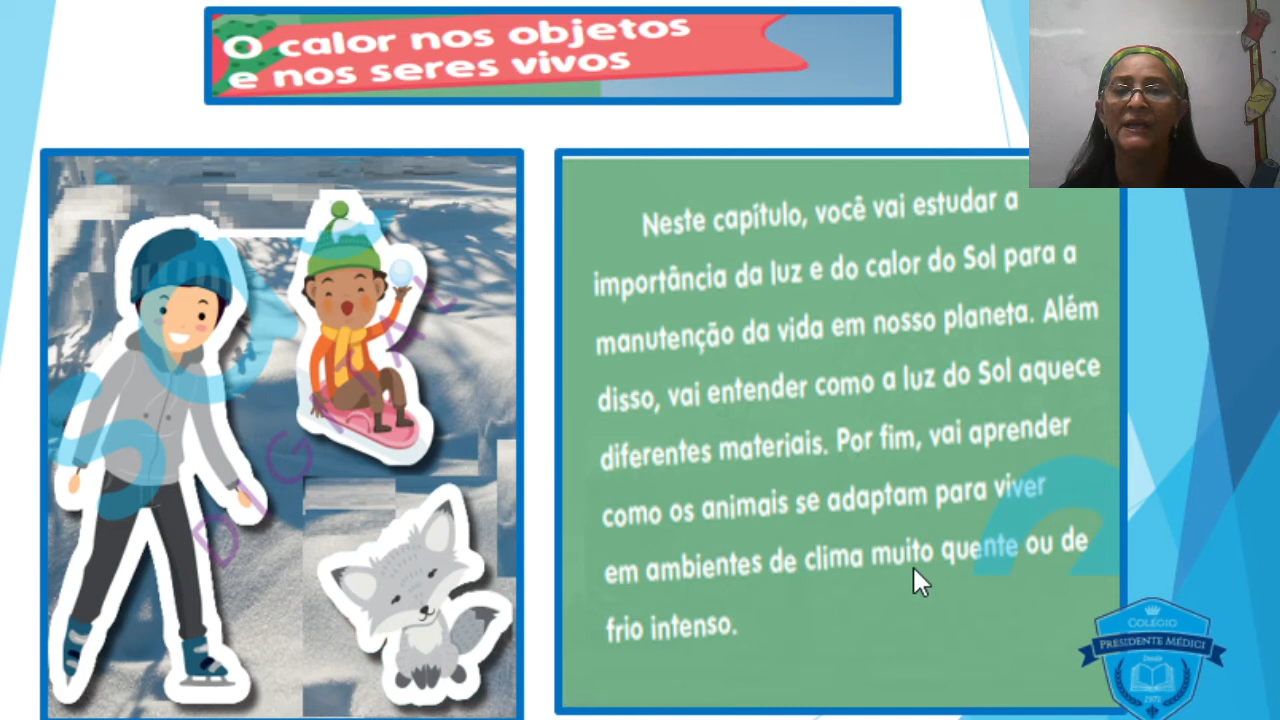 O calor nos objetos
e nos seres vivos
Neste capítulo, você vai estudar a
importância da luz e do calor do Sol para a
manutenção da vida em nosso planeta. Além
disso, vai entender como a luz do Sol aquece
diferentes materiais. Por fim, vai aprender
como os animais se adaptam para viver
em ambientes de clima muito quente ou de
frio intenso.
DIGITAL
COLÉGIO
PRESIDENTE MÉDICI
Desde